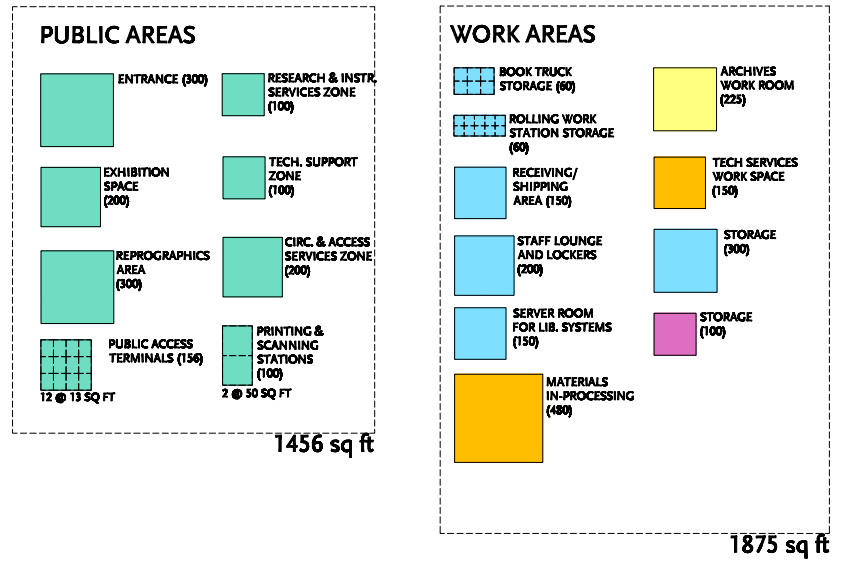 PUBLIC AREAS
ENTRANCE (300)
EXHIBITION
SPACE
(200)
REPROGRAPHICS
AREA
(300)
PUBLIC ACCESS
TERMINALS (156)
12 @ 13 SQ FT
RESEARCH & INSTR.
SERVICES ZONE
(100)
TECH. SUPPORT
ZONE
(100)
CIRC. & ACCESS
SERVICES ZONE
(200)
PRINTING &
SCANNING
STATIONS
(100)
2 @ 50 SQ FT
1456 sq ft
WORK AREAS
BOOK TRUCK
STORAGE (60)
ROLLING WORK
STATION STORAGE
(60)
RECEIVING/
SHIPPING
AREA (150)
STAFF LOUNGE
AND LOCKERS
(200)
SERVER ROOM
FOR LIB. SYSTEMS
(150)
MATERIALS
IN-PROCESSING
(480)
ARCHIVES
WORK ROOM
(225)
TECH SERVICES
WORK SPACE
(150)
STORAGE
(300)
STORAGE
(100)
1875 sq ft